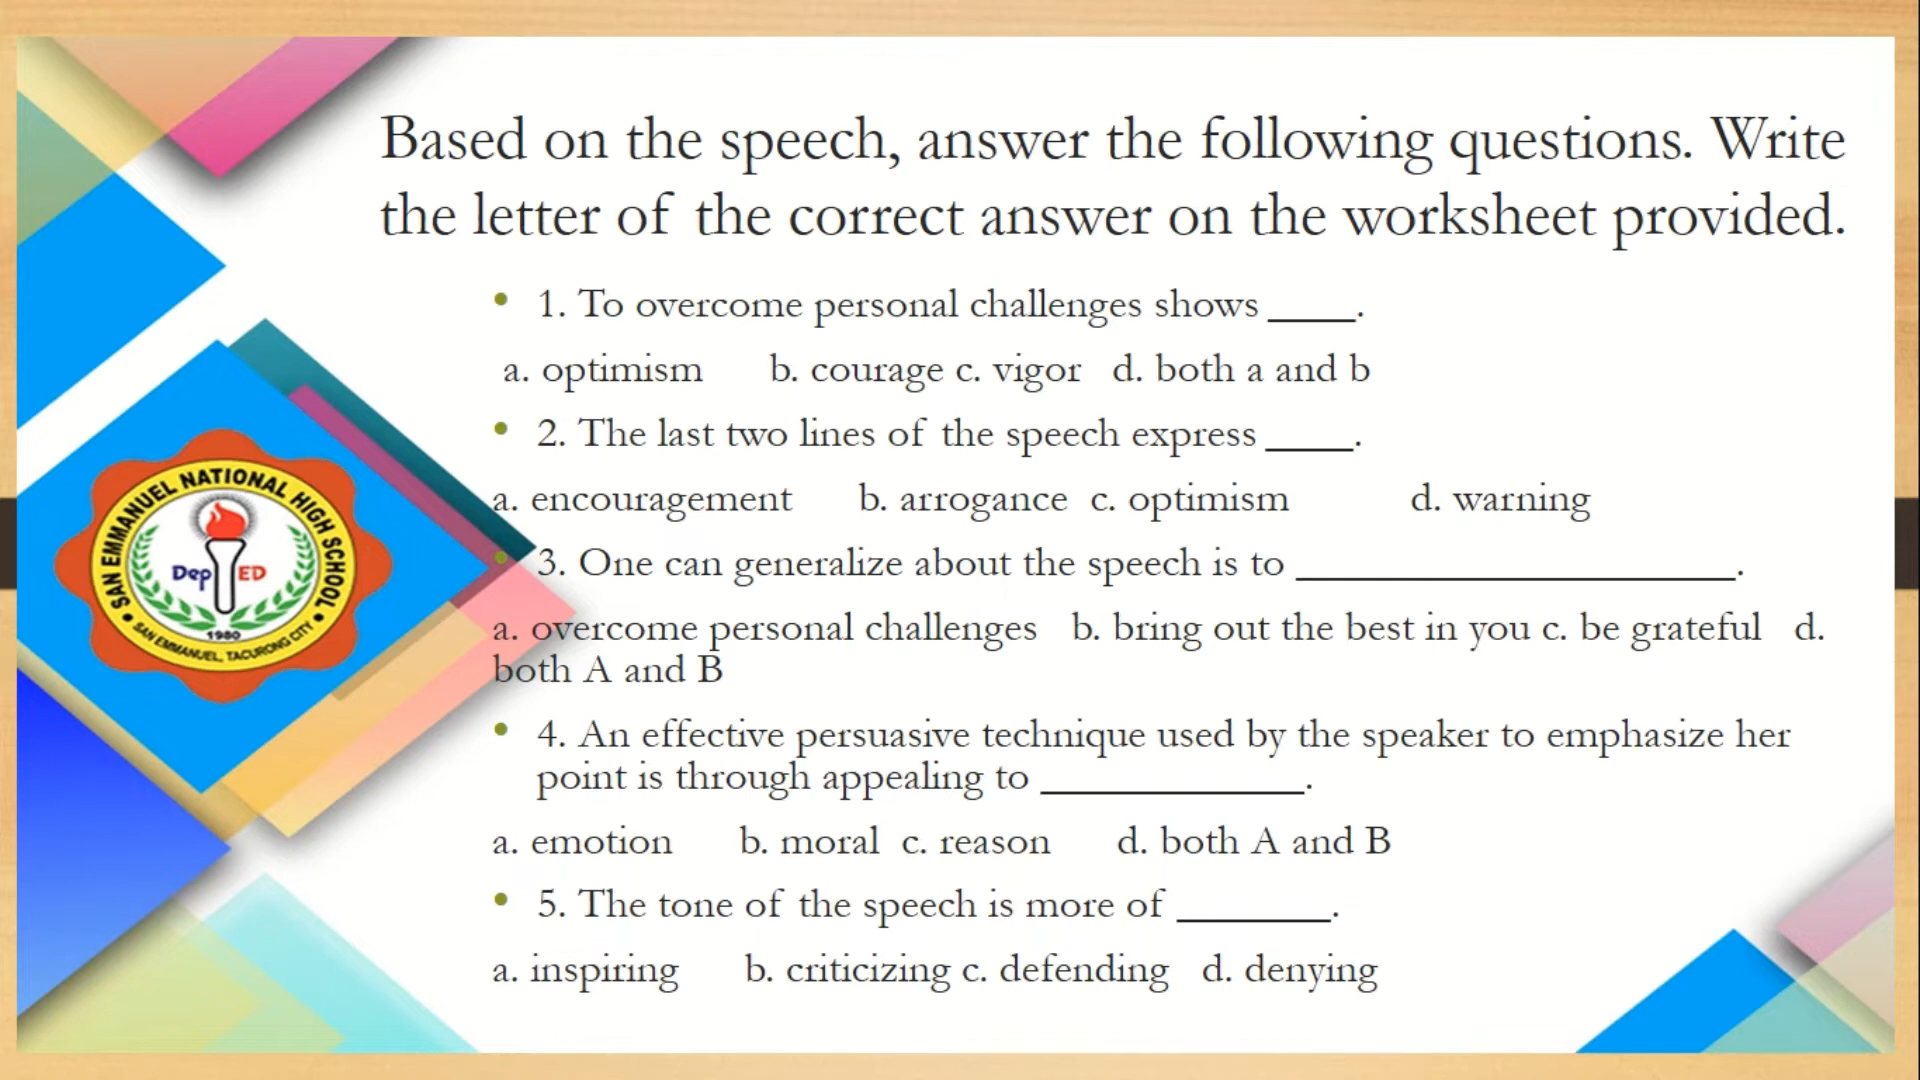 Based on the speech, answer the following questions. Write
the letter of the correct answer on the worksheet provided.
• 1. To overcome personal challenges shows ____.
a. optimism b. courage c. vigor d. both a and b
• 2. The last two lines of the speech express ____.
a. encouragement b. arrogance c. optimism d. warning
• 3. One can generalize about the speech is to ____________________.
a. overcome personal challenges b. bring out the best in you c. be grateful d.
both A and B
• 4. An effective persuasive technique used by the speaker to emphasize her
point is through appealing to ____________.
a. emotion b. moral c. reason d. both A and B
• 5. The tone of the speech is more of _______.
a. inspiring b. criticizing c. defending d. denying
SAN EMMANUEL NATIONAL HIGH SCHOOL
DepED
1980
SAN EMMANUEL, TACURONG CITY